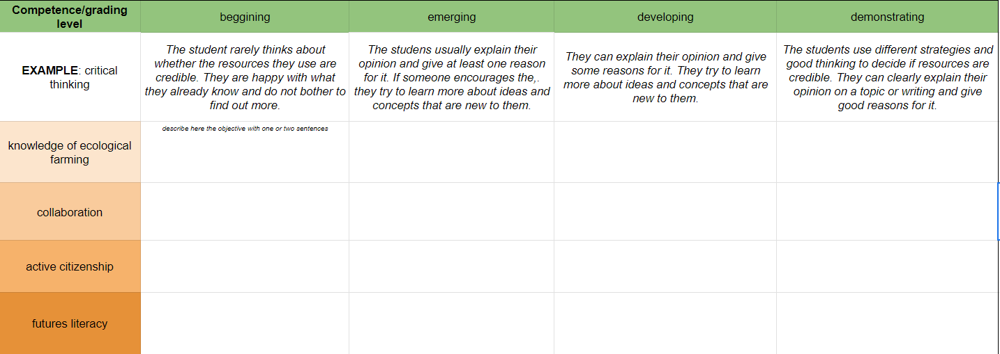 Competence/grading
level
beggining
emerging
developing
demonstrating
EXAMPLE: critical
thinking
The student rarely thinks about
whether the resources they use are
credible. They are happy with what
they already know and do not bother to
find out more.
The studens usually explain their
opinion and give at least one reason
for it. If someone encourages the,.
they try to learn more about ideas and
concepts that are new to them.
They can explain their opinion and give
some reasons for it. They try to learn
more about ideas and concepts that are
new to them.
The students use different strategies and
good thinking to decide if resources are
credible. They can clearly explain their
opinion on a topic or writing and give
good reasons for it.
knowledge of ecological
farming
describe here the objective with one or two sentences
collaboration
active citizenship
futures literacy